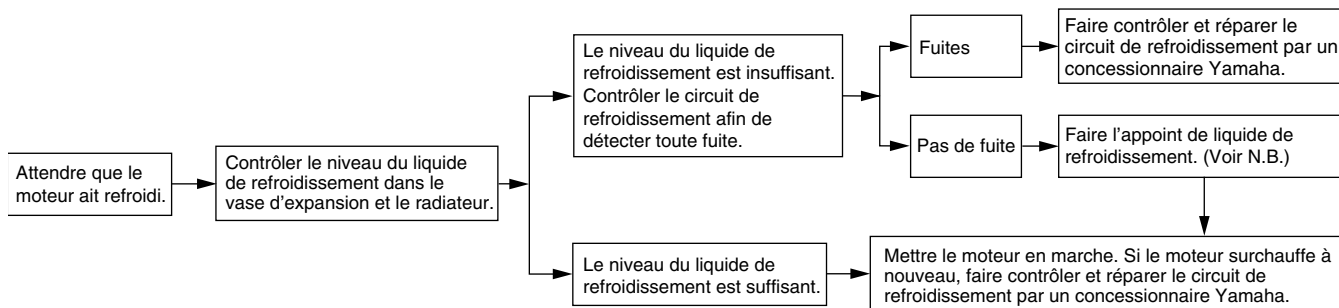 Attendre que le
moteur ait refroidi.
Contrôler le niveau du liquide
de refroidissement dans le
vase d’expansion et le radiateur.
Le niveau du liquide de
refroidissement est insuffisant.
Contrôler le circuit de
refroidissement afin de
détecter toute fuite.
Fuites
Faire contrôler et réparer le
circuit de refroidissement par un
concessionnaire Yamaha.
Pas de fuite
Faire l’appoint de liquide de
refroidissement. (Voir N.B.)
Le niveau du liquide de
refroidissement est suffisant.
Mettre le moteur en marche. Si le moteur surchauffe à
nouveau, faire contrôler et réparer le circuit de
refroidissement par un concessionnaire Yamaha.